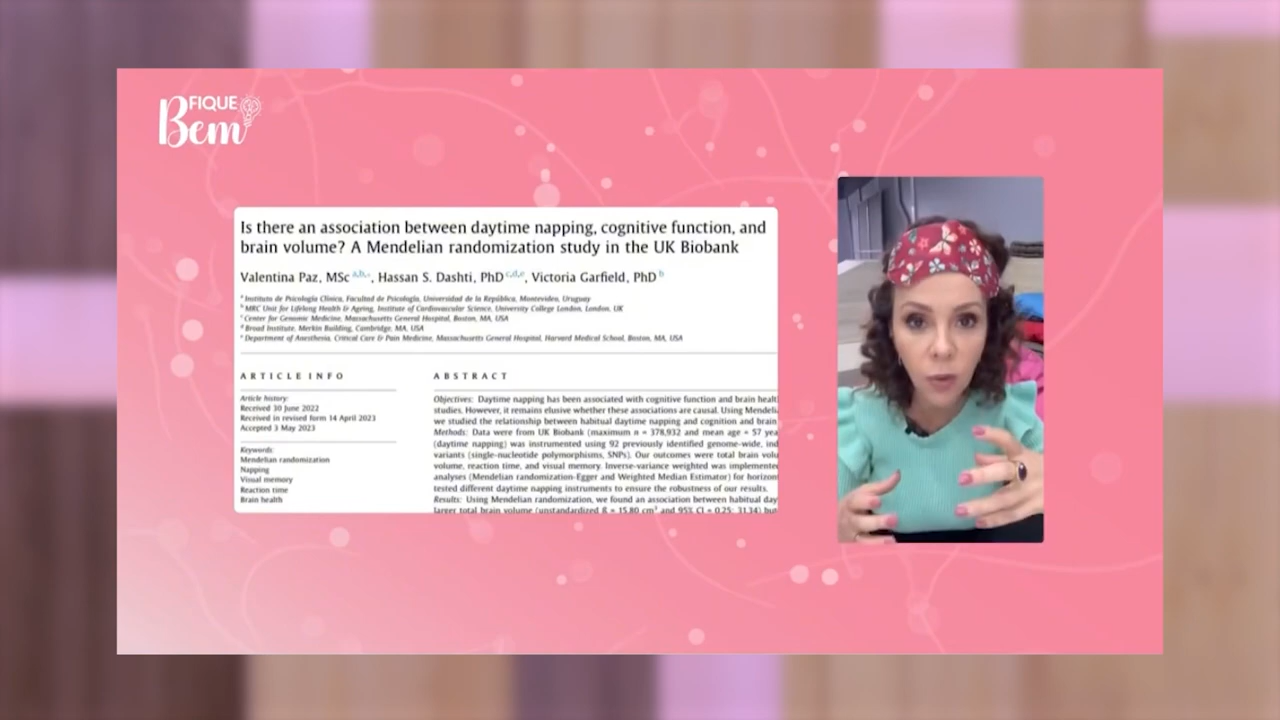 FIQUE
Bem
Is there an association between daytime napping, cognitive function, and
brain volume? A Mendelian randomization study in the UK Biobank
Valentina Paz, MSc a,b,*, Hassan S. Dashti, PhD c,d,e, Victoria Garfield, PhD b
a Instituto de Psicología Clínica, Facultad de Psicología, Universidad de la República, Montevideo, Uruguay
b MRC Unit for Lifelong Health & Ageing, Institute of Cardiovascular Science, University College London, London, UK
c Center for Genomic Medicine, Massachusetts General Hospital, Boston, MA, USA
d Broad Institute, Merkin Building, Cambridge, MA, USA
e Department of Anesthesia, Critical Care & Pain Medicine, Massachusetts General Hospital, Harvard Medical School, Boston, MA, USA
ARTICLE INFO
Article history:
Received 30 June 2022
Received in revised form 14 April 2023
Accepted 3 May 2023
Keywords:
Mendelian randomization
Napping
Visual memory
Reaction time
Brain health
ABSTRACT
Objectives: Daytime napping has been associated with cognitive function and brain healt
studies. However, it remains elusive whether these associations are causal. Using Mendeli
we studied the relationship between habitual daytime napping and cognition and brain
Methods: Data were from UK Biobank (maximum n = 378,932 and mean age = 57 yea
(daytime napping) was instrumented using 92 previously identified genome-wide, ind
variants (single-nucleotide polymorphisms, SNPs). Our outcomes were total brain volu
volume, reaction time, and visual memory. Inverse-variance weighted was implemente
analyses (Mendelian randomization-Egger and Weighted Median Estimator) for horizon
tested different daytime napping instruments to ensure the robustness of our results.
Results: Using Mendelian randomization, we found an association between habitual day
larger total brain volume (unstandardized ß = 15.80 cm³ and 95% CI = 0.25; 31.34) but